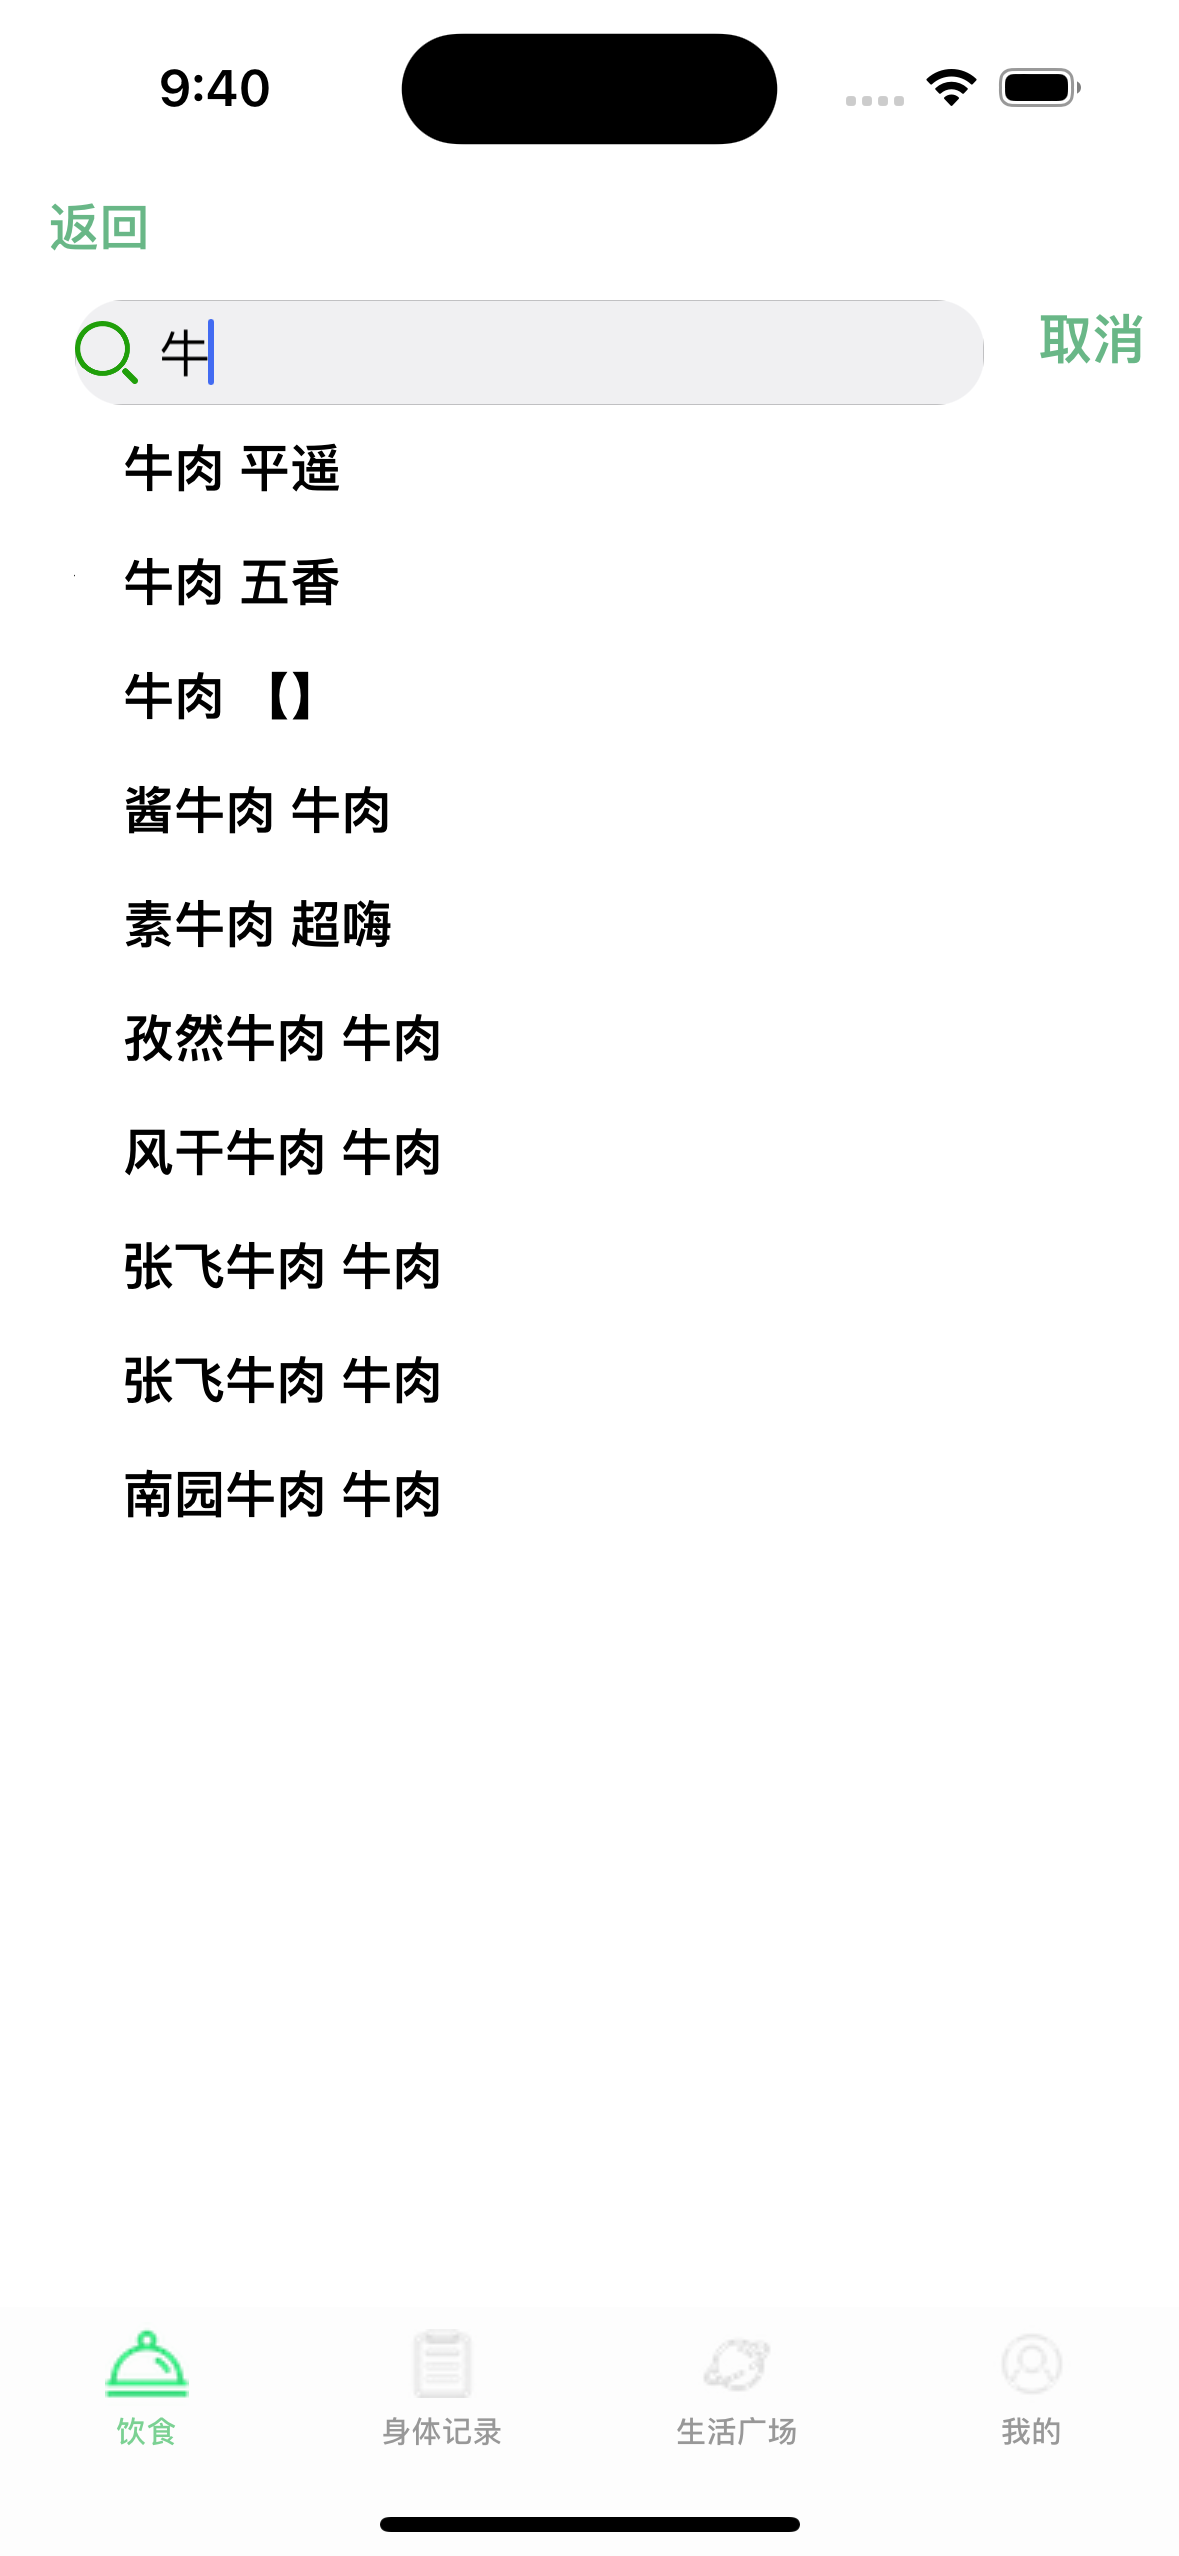 9:40
返回
牛
取消
牛肉 平遥
牛肉 五香
牛肉 【】
酱牛肉 牛肉
素牛肉 超嗨
孜然牛肉 牛肉
风干牛肉 牛肉
张飞牛肉 牛肉
张飞牛肉 牛肉
南园牛肉 牛肉
饮食
身体记录
生活广场
我的